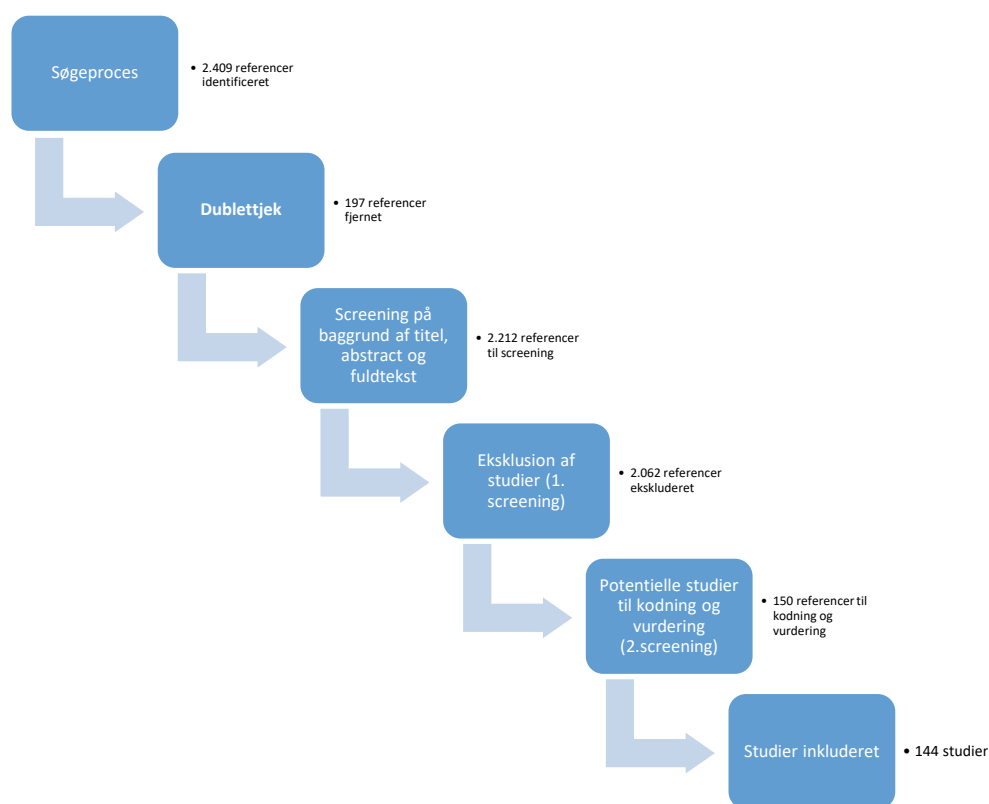 Søgeproces
• 2.409 referencer
identificeret
Dublettjek
• 197 referencer
fjernet
Screening på
baggrund af titel,
abstract og
fuldtekst
• 2.212 referencer
til screening
Eksklusion af
studier (1.
screening)
• 2.062 referencer
ekskluderet
Potentielle studier
til kodning og
vurdering
(2.screening)
• 150 referencer til
kodning og
vurdering
Studier inkluderet
• 144 studier